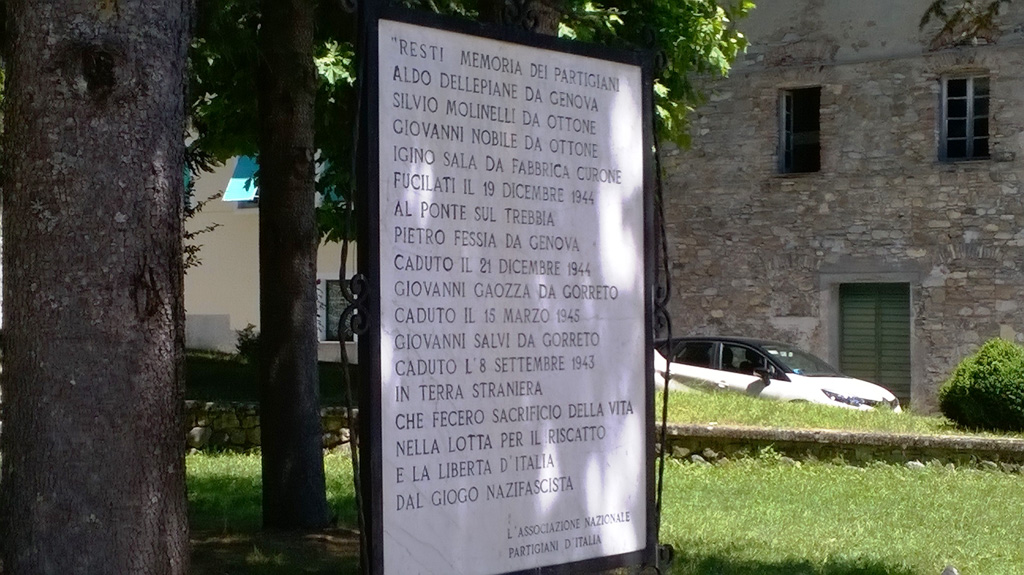 "RESTI MEMORIA DEI PARTIGIANI
ALDO DELLEPIANE DA GENOVA
SILVIO MOLINELLI DA OTTONE
GIOVANNI NOBILE DA OTTONE
IGINO SALA DA FABBRICA CURONE
FUCILATI IL 19 DICEMBRE 1944
AL PONTE SUL TREBBIA
PIETRO FESSIA DA GENOVA
CADUTO IL 21 DICEMBRE 1944
GIOVANNI GAOZZA DA GORRETO
CADUTO IL 15 MARZO 1945
GIOVANNI SALVI DA GORRETO
CADUTO L'8 SETTEMBRE 1943
IN TERRA STRANIERA
CHE FECERO SACRIFICIO DELLA VITA
NELLA LOTTA PER IL RISCATTO
E LA LIBERTA D'ITALIA
DAL GIOGO NAZIFASCISTA
L'ASSOCIAZIONE NAZIONALE
PARTIGIANI D'ITALIA